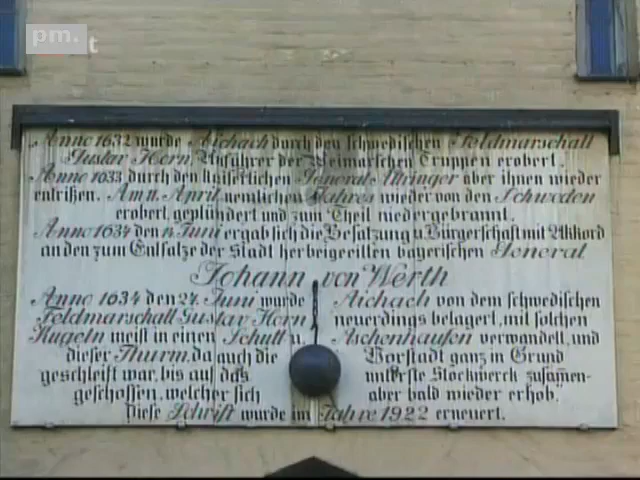 pm. t
Anno 1632 wurde Aichach durch den schwedischen Feldmarschall
Gustav Horn, Anführer der Weimarschen Truppen erobert.
Anno 1633 durch den kaiserlichen General Altringer aber ihnen wieder
entrißen. Am 11. April nemlichen Jahres wieder von den Schweden
erobert, geplündert und zum Theil niedergebrannt.
Anno 1634 den Juni ergab sich die Besatzung u. Bürgerschaft mit Akkord
an den zum Entsatze der Stadt herbeigeeilten bayerischen General
Johann von Werth
Anno 1634 den 24. Juni wurde Aichach von dem schwedischen
Feldmarschall Gustav Horn neuerdings belagert, mit solchen
Kugeln meist in einen Schutt u. Aschenhaufen verwandelt, und
dieser Thurm, da auch die Vorstadt ganz in Grund
geschleift war, bis auf das unterste Stockwerck zusam̄en-
geschossen, welcher sich aber bald wieder erhob.
Diese Schrift wurde im Jahre 1922 erneuert.